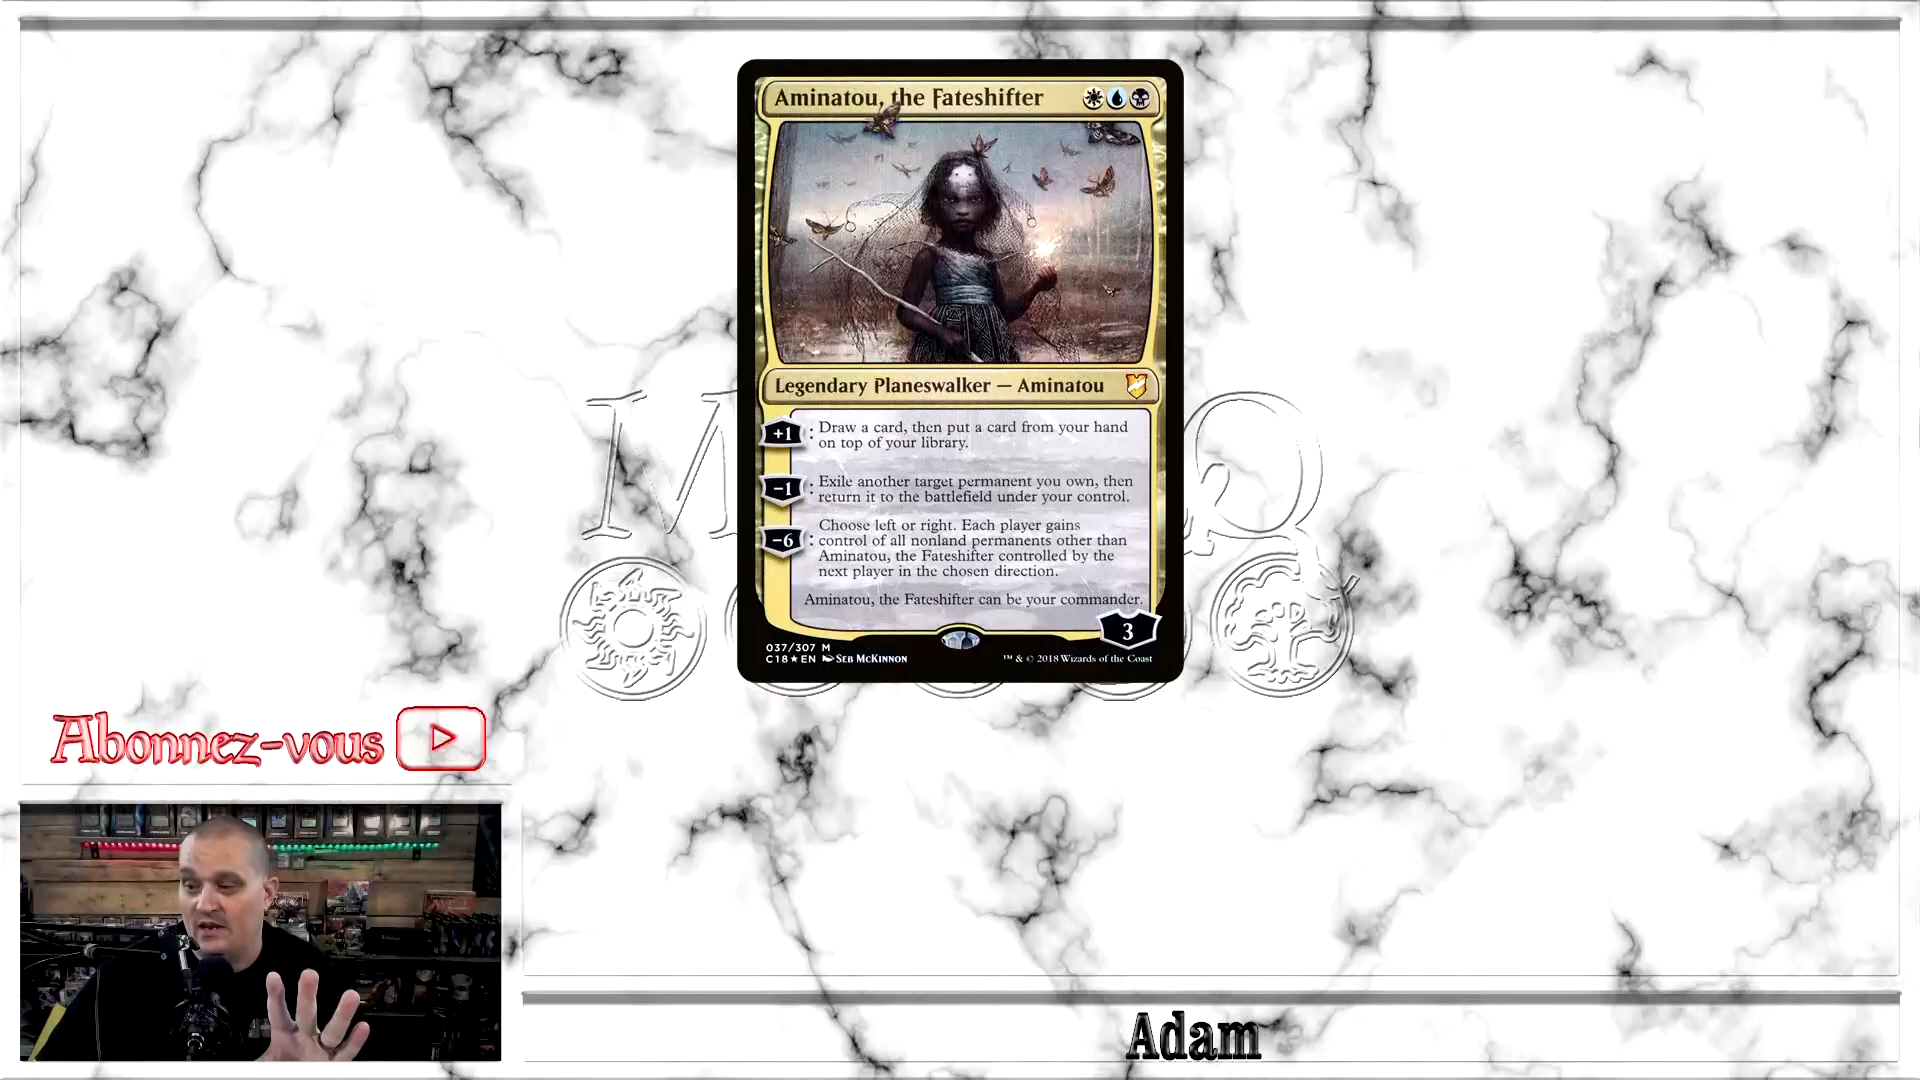 Aminatou, the Fateshifter
Legendary Planeswalker — Aminatou
+1 : Draw a card, then put a card from your hand
on top of your library.
−1 : Exile another target permanent you own, then
return it to the battlefield under your control.
Choose left or right. Each player gains
−6 : control of all nonland permanents other than
Aminatou, the Fateshifter controlled by the
next player in the chosen direction.
Aminatou, the Fateshifter can be your commander.
3
037/307 M
C18★EN Seb McKinnon
™ & © 2018 Wizards of the Coast
Abonnez-vous
Adam